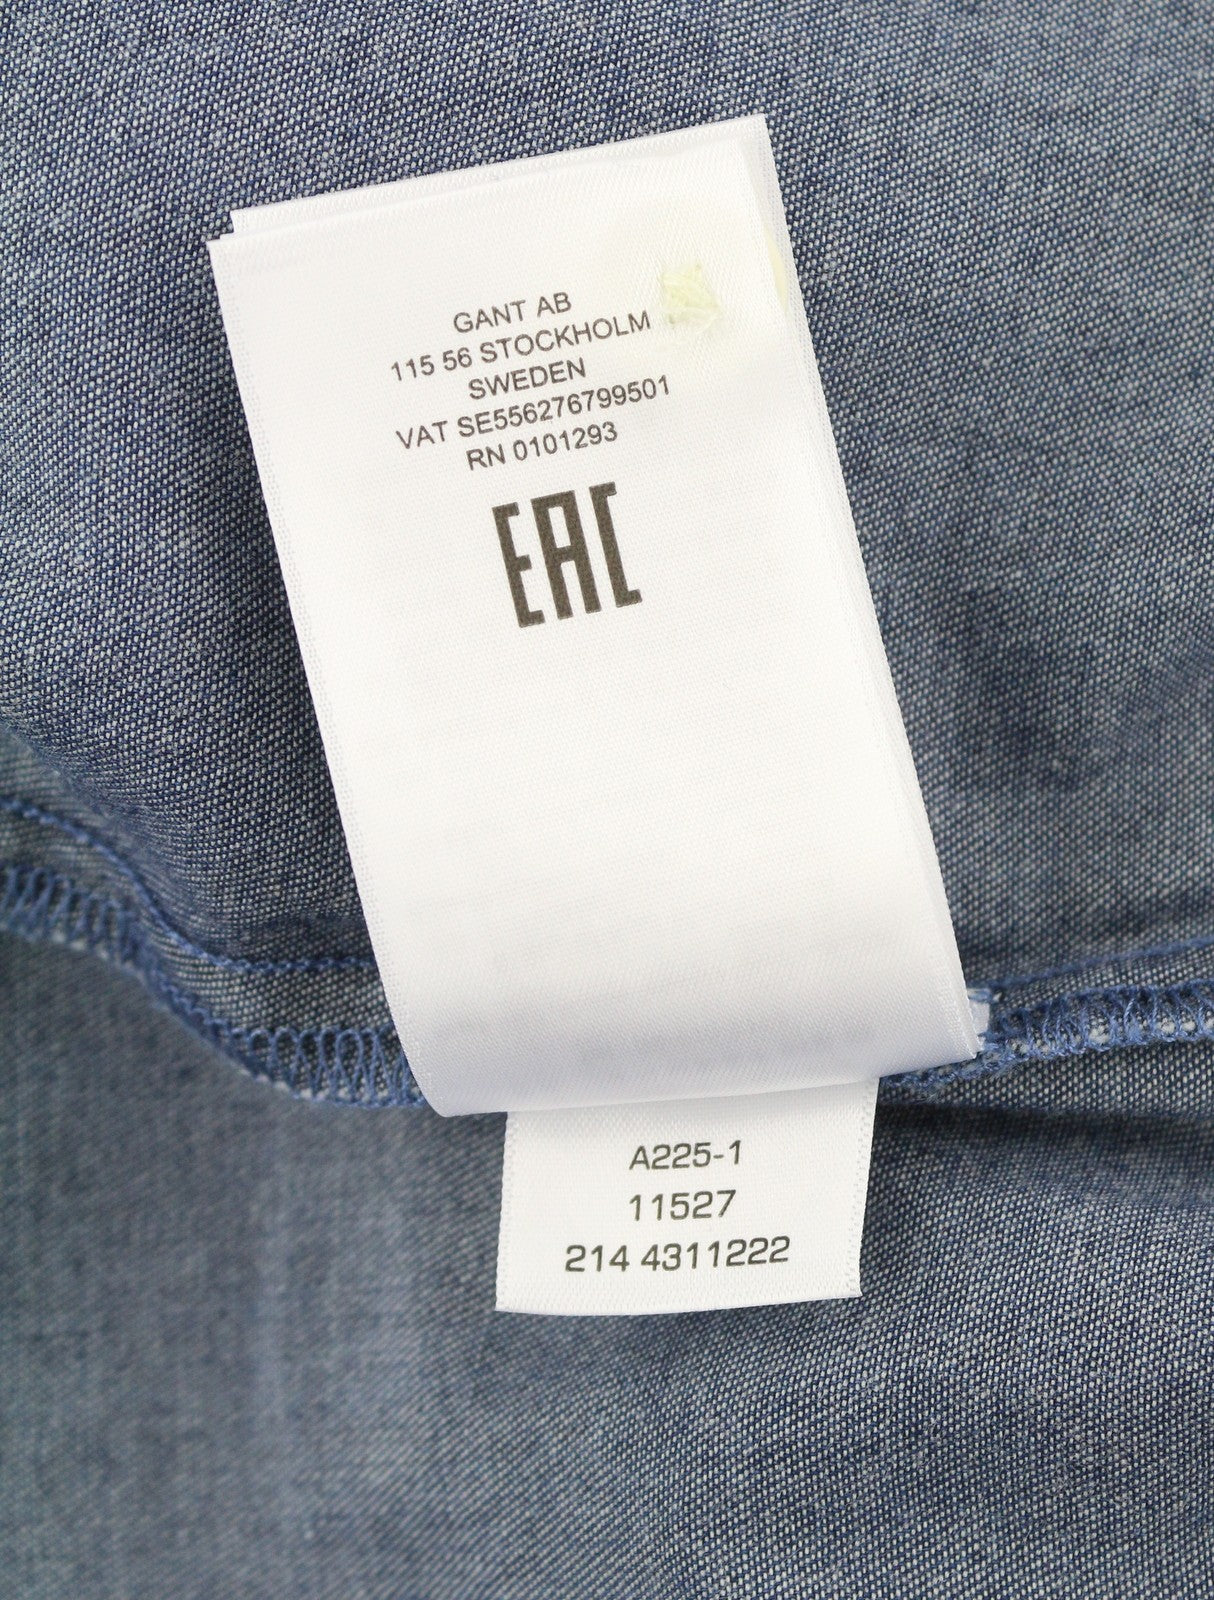 GANT AB
115 56 STOCKHOLM
SWEDEN
VAT SE556276799501
RN 0101293
EAC
A225-1
11527
214 4311222